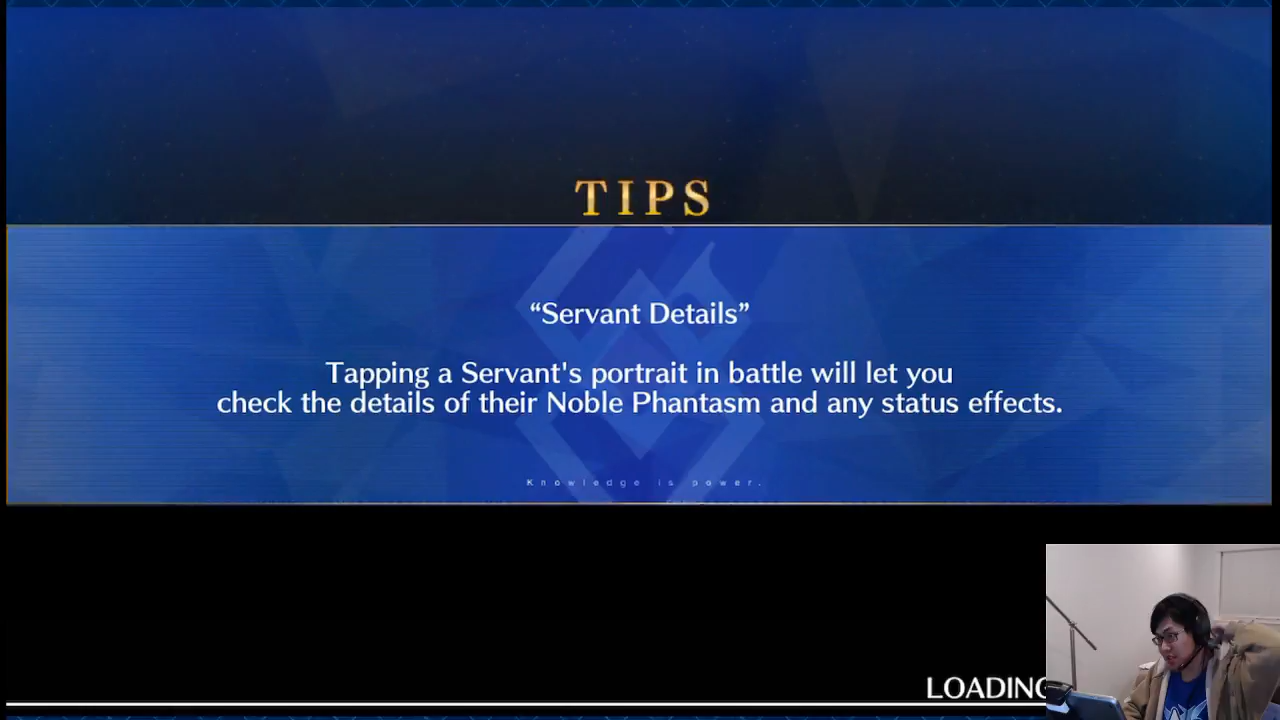 TIPS
“Servant Details”
Tapping a Servant's portrait in battle will let you
check the details of their Noble Phantasm and any status effects.
Knowledge is power.
LOADING